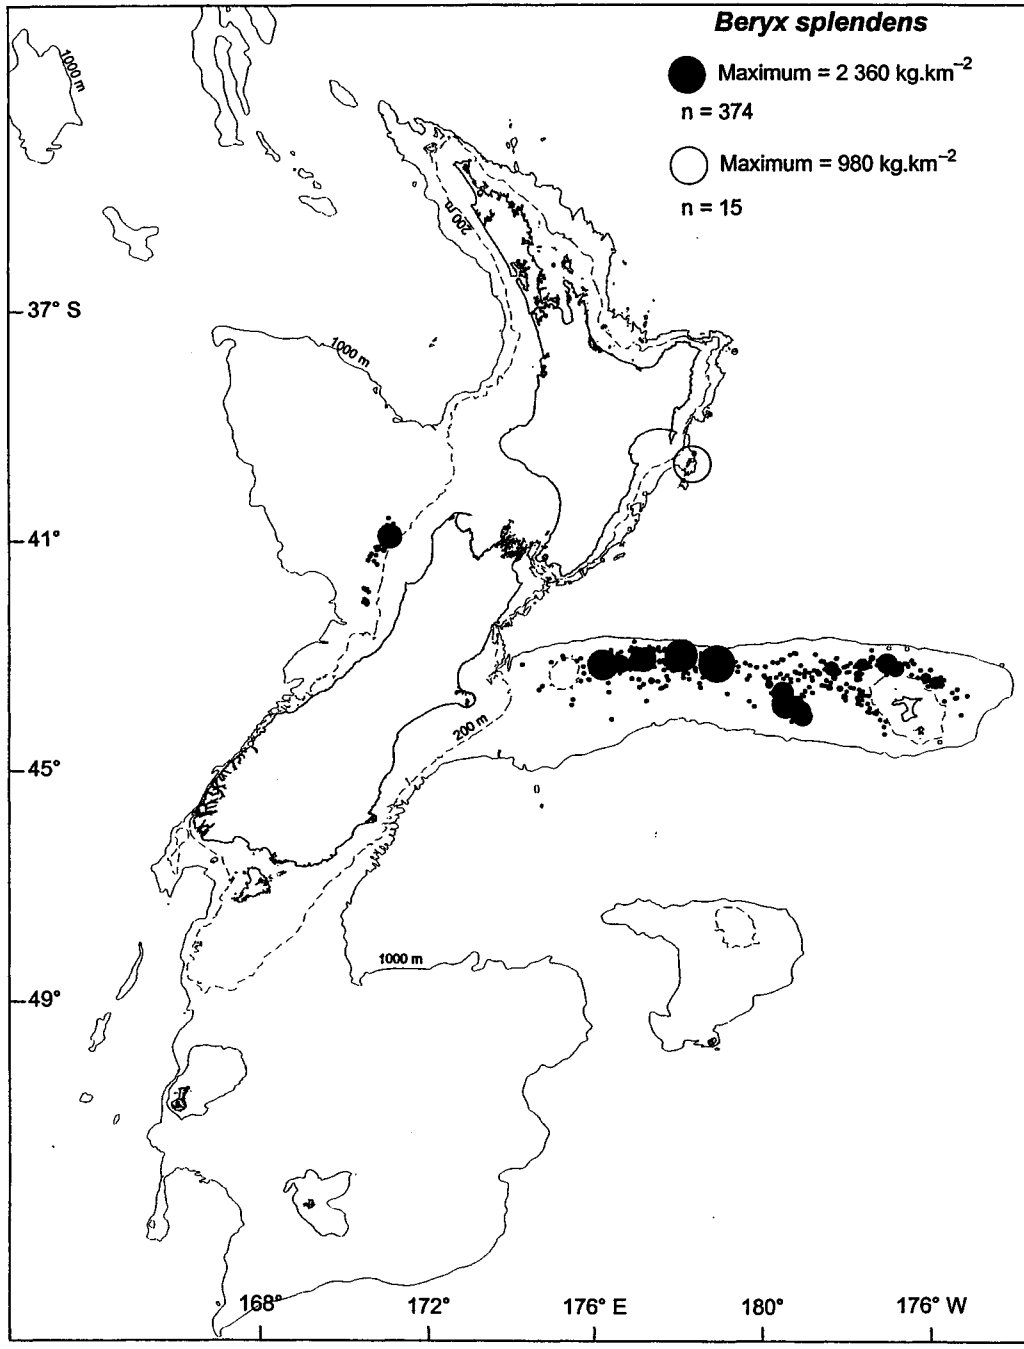 Beryx splendens
Maximum = 2 360 kg.km⁻²
n = 374
Maximum = 980 kg.km⁻²
n = 15
1000 m
200 m
37° S
1000 m
41°
200 m
45°
1000 m
49°
168° 172° 176° E 180° 176° W